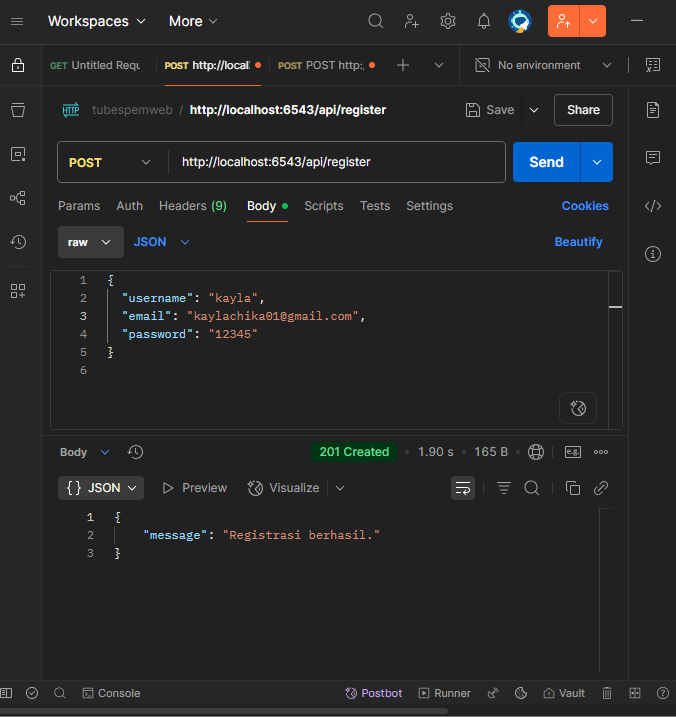 Workspaces More
GET Untitled Requ POST http://local POST POST http:, No environment
HTTP tubespemweb / http://localhost:6543/api/register Save Share
POST http://localhost:6543/api/register Send
Params Auth Headers (9) Body Scripts Tests Settings Cookies
raw JSON Beautify
1 {
2 "username": "kayla",
3 "email": "kaylachika01@gmail.com",
4 "password": "12345"
5 }
6
Body 201 Created • 1.90 s • 165 B e.g.
{} JSON Preview Visualize
1 {
2 "message": "Registrasi berhasil."
3 }
Console Postbot Runner Vault